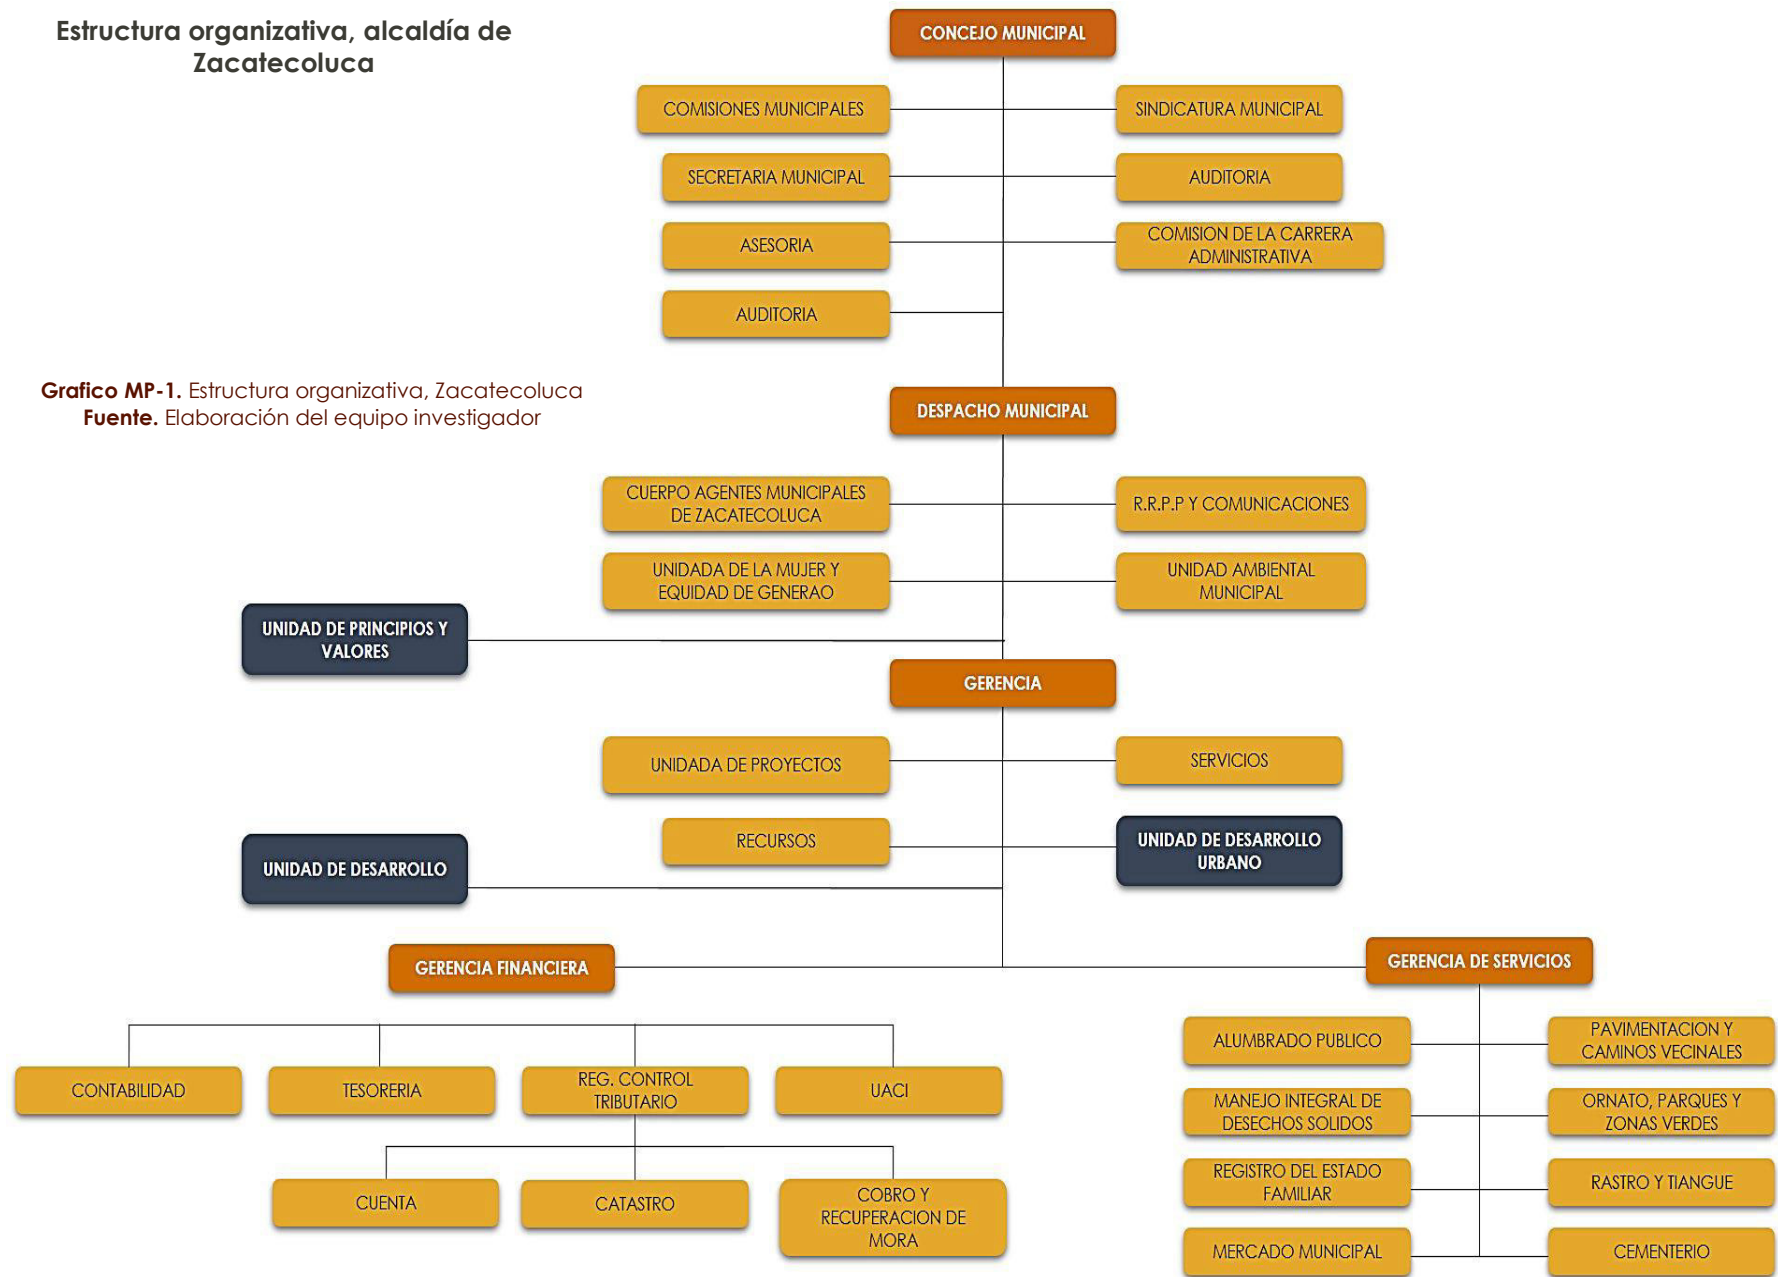 Estructura organizativa, alcaldía de
Zacatecoluca
CONCEJO MUNICIPAL
COMISIONES MUNICIPALES
SINDICATURA MUNICIPAL
SECRETARIA MUNICIPAL
AUDITORIA
ASESORIA
COMISION DE LA CARRERA
ADMINISTRATIVA
AUDITORIA
Grafico MP-1. Estructura organizativa, Zacatecoluca
Fuente. Elaboración del equipo investigador
DESPACHO MUNICIPAL
CUERPO AGENTES MUNICIPALES
DE ZACATECOLUCA
R.R.P.P Y COMUNICACIONES
UNIDADA DE LA MUJER Y
EQUIDAD DE GENERAO
UNIDAD AMBIENTAL
MUNICIPAL
UNIDAD DE PRINCIPIOS Y
VALORES
GERENCIA
UNIDADA DE PROYECTOS
SERVICIOS
RECURSOS
UNIDAD DE DESARROLLO
URBANO
UNIDAD DE DESARROLLO
GERENCIA FINANCIERA
GERENCIA DE SERVICIOS
CONTABILIDAD
TESORERIA
REG. CONTROL
TRIBUTARIO
UACI
CUENTA
CATASTRO
COBRO Y
RECUPERACION DE
MORA
ALUMBRADO PUBLICO
PAVIMENTACION Y
CAMINOS VECINALES
MANEJO INTEGRAL DE
DESECHOS SOLIDOS
ORNATO, PARQUES Y
ZONAS VERDES
REGISTRO DEL ESTADO
FAMILIAR
RASTRO Y TIANGUE
MERCADO MUNICIPAL
CEMENTERIO